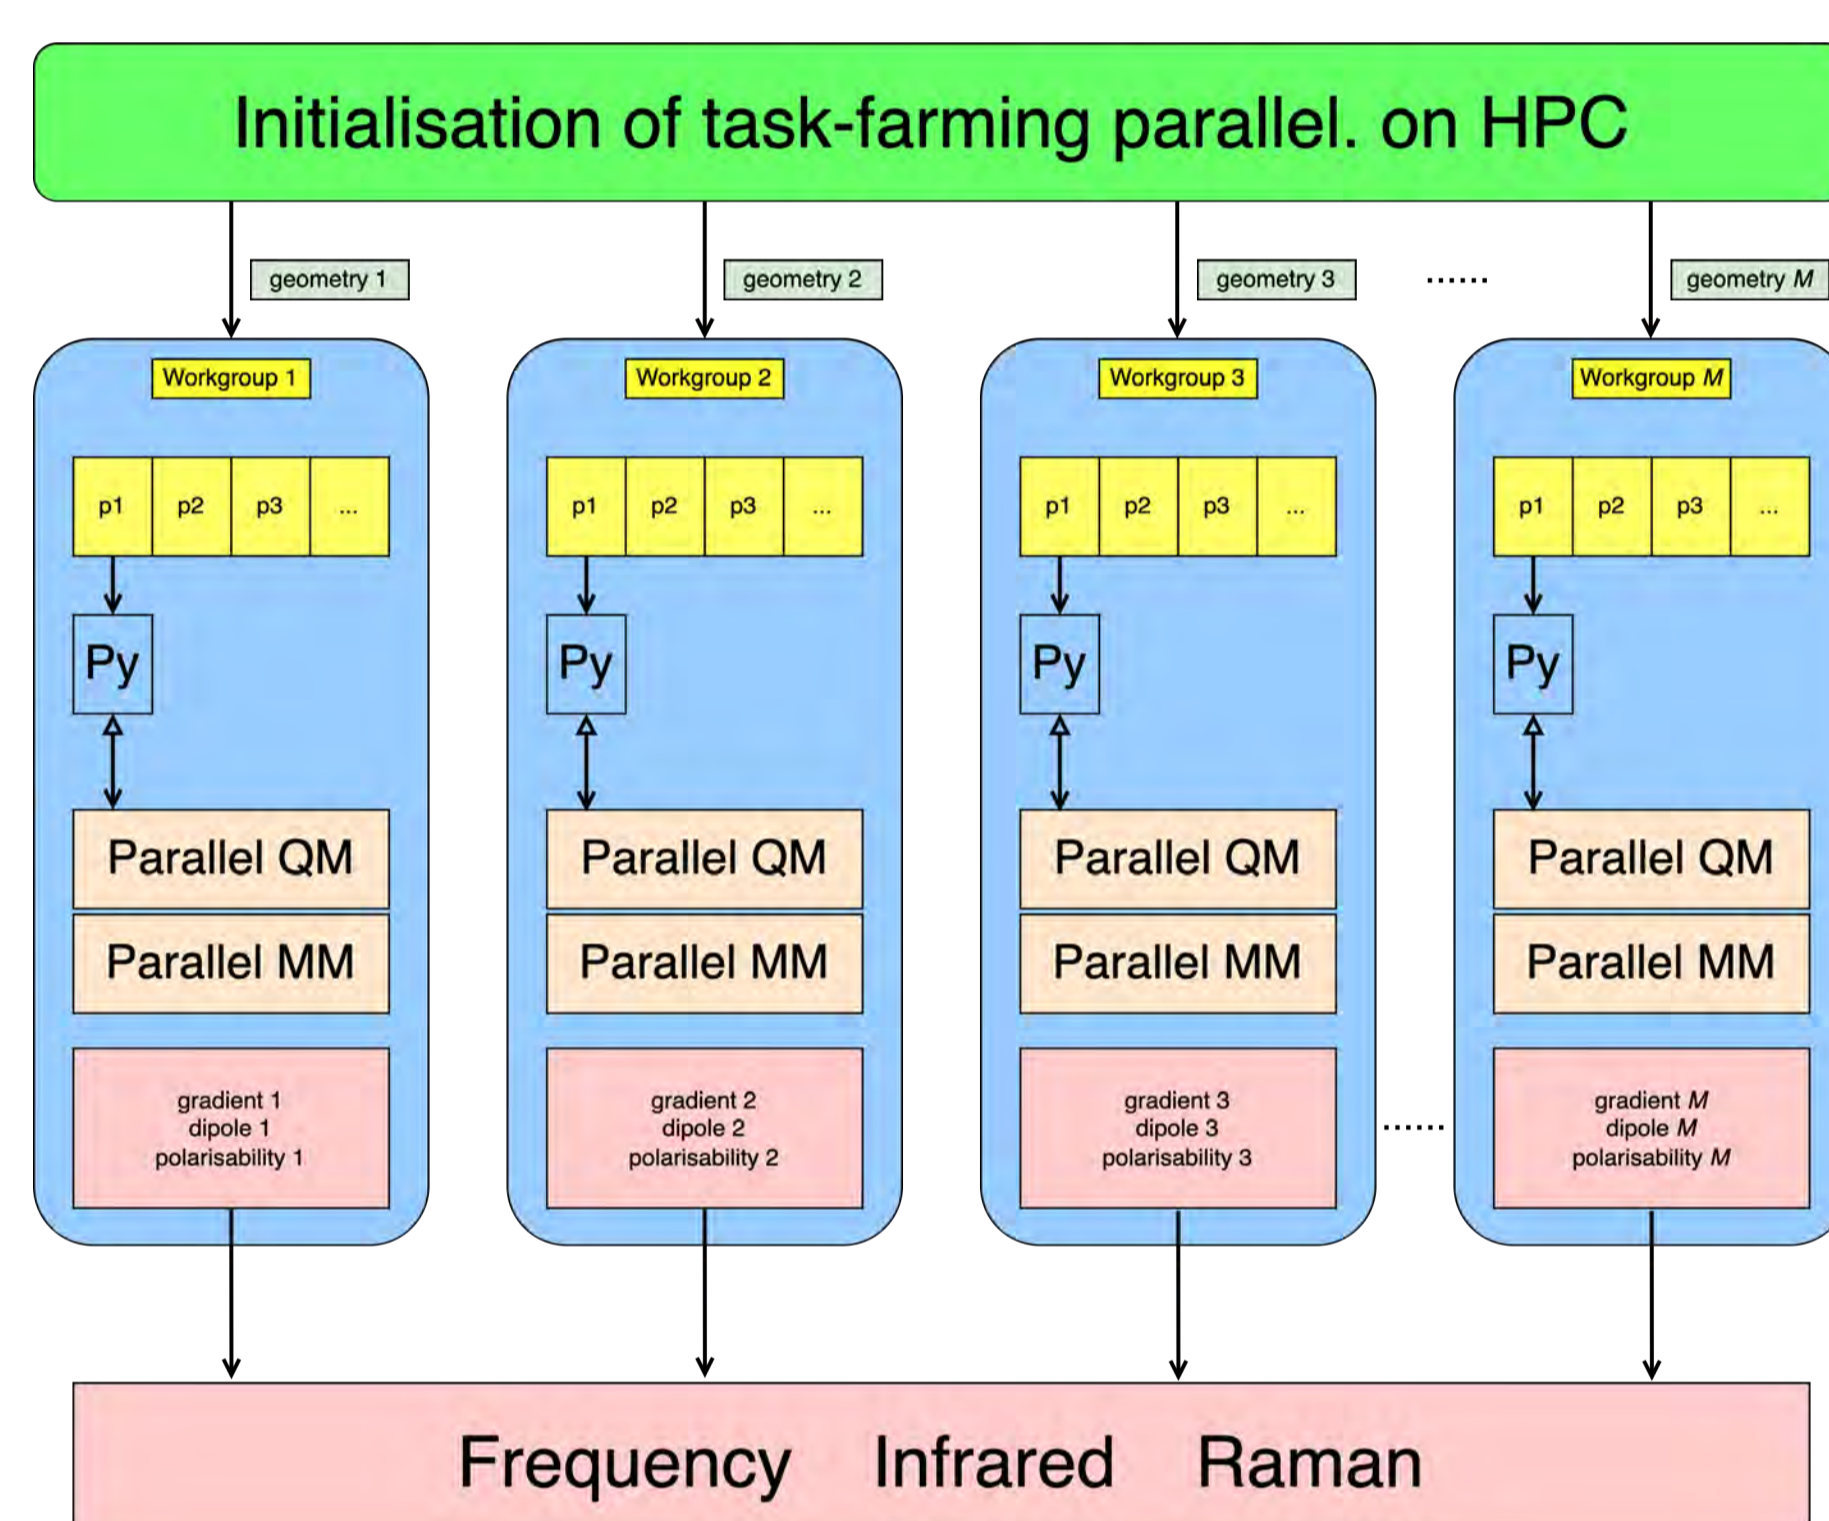 Initialisation of task-farming parallel. on HPC
geometry 1
geometry 2
geometry 3
......
geometry M
Workgroup 1
Workgroup 2
Workgroup 3
Workgroup M
p1 p2 p3 ...
p1 p2 p3 ...
p1 p2 p3 ...
p1 p2 p3 ...
Py
Py
Py
Py
Parallel QM
Parallel QM
Parallel QM
Parallel QM
Parallel MM
Parallel MM
Parallel MM
Parallel MM
gradient 1
dipole 1
polarisability 1
gradient 2
dipole 2
polarisability 2
gradient 3
dipole 3
polarisability 3
......
gradient M
dipole M
polarisability M
Frequency Infrared Raman